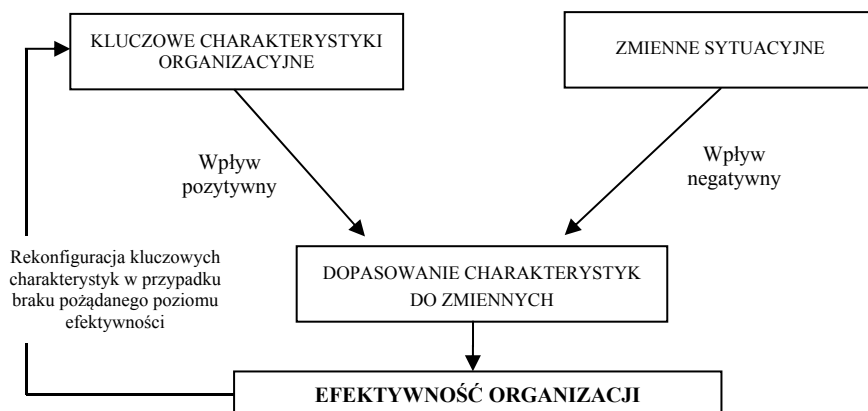 KLUCZOWE CHARAKTERYSTYKI
ORGANIZACYJNE
ZMIENNE SYTUACYJNE
Wpływ
pozytywny
Wpływ
negatywny
Rekonfiguracja kluczowych
charakterystyk w przypadku
braku pożądanego poziomu
efektywności
DOPASOWANIE CHARAKTERYSTYK
DO ZMIENNYCH
EFEKTYWNOŚĆ ORGANIZACJI